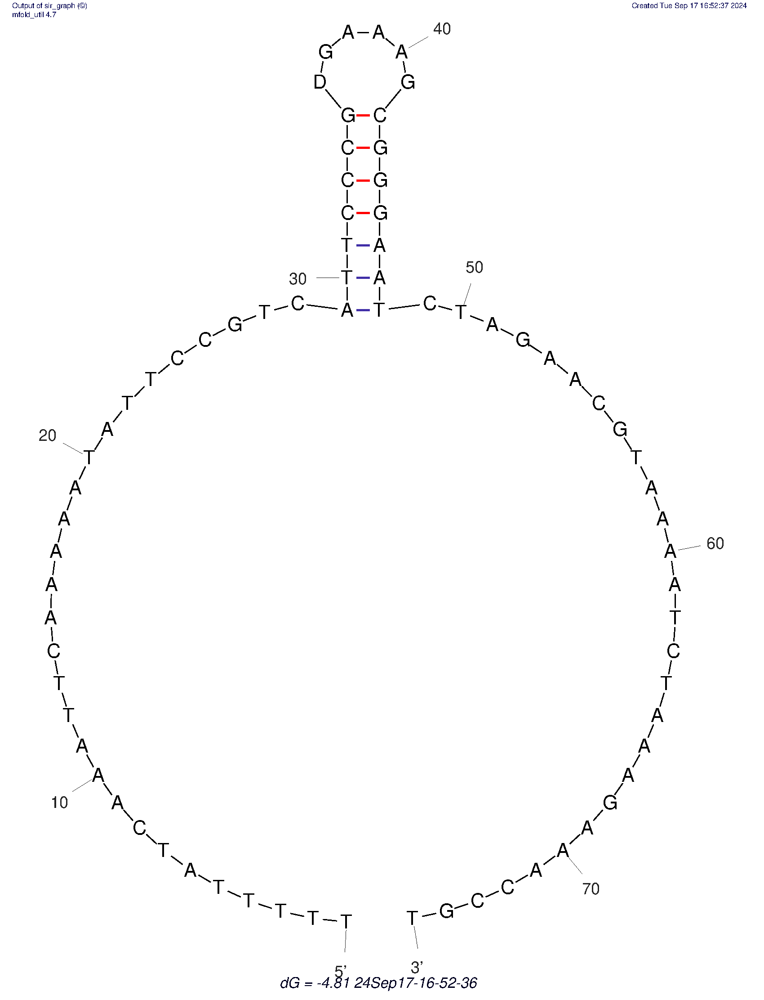 Output of sir_graph (©)
mfold_util 4.7
Created Tue Sep 17 16:52:37 2024
TTTTTATCAAATTCAAAAATATTCCGTCATTCCCGDGAAAGCGGGAATCTAGAACGTAAAATCTAAAGAAACCGT
10
20
30
40
50
60
70
5’
3’
dG = -4.81 24Sep17-16-52-36